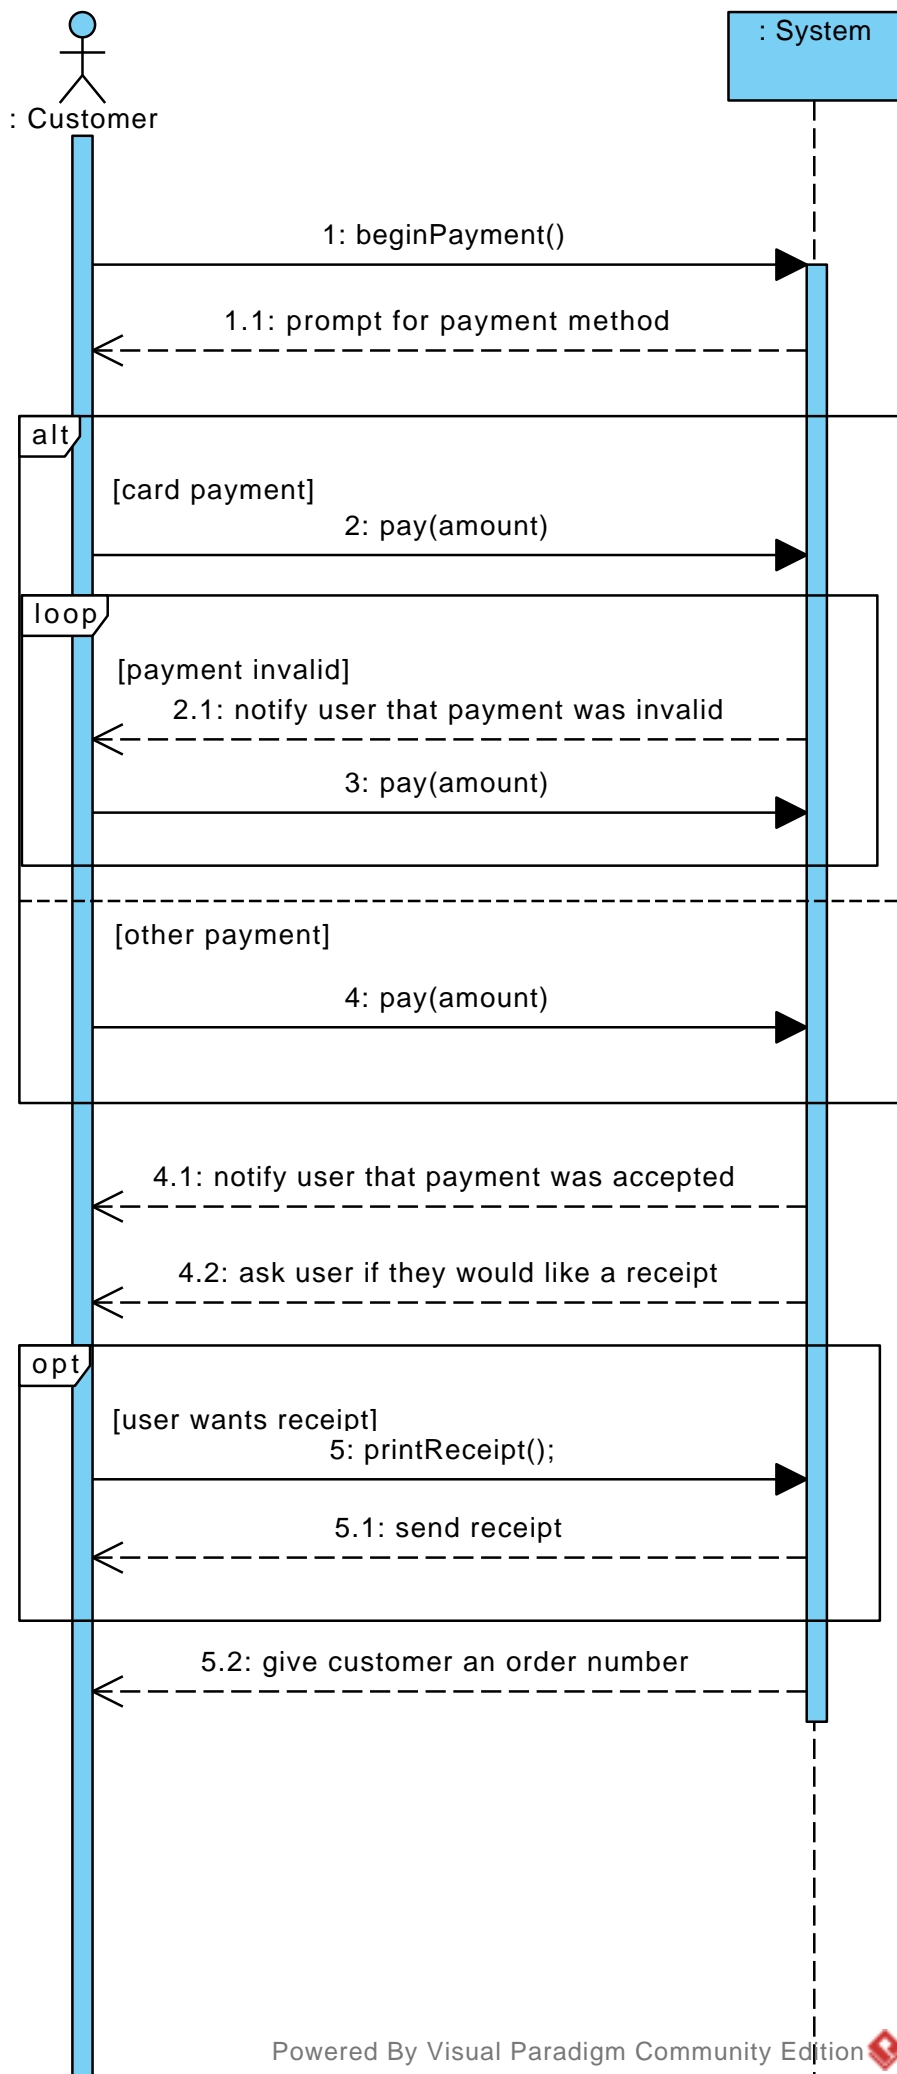 : System
: Customer
1: beginPayment()
1.1: prompt for payment method
alt
[card payment]
2: pay(amount)
loop
[payment invalid]
2.1: notify user that payment was invalid
3: pay(amount)
[other payment]
4: pay(amount)
4.1: notify user that payment was accepted
4.2: ask user if they would like a receipt
opt
[user wants receipt]
5: printReceipt();
5.1: send receipt
5.2: give customer an order number
Powered By Visual Paradigm Community Edition